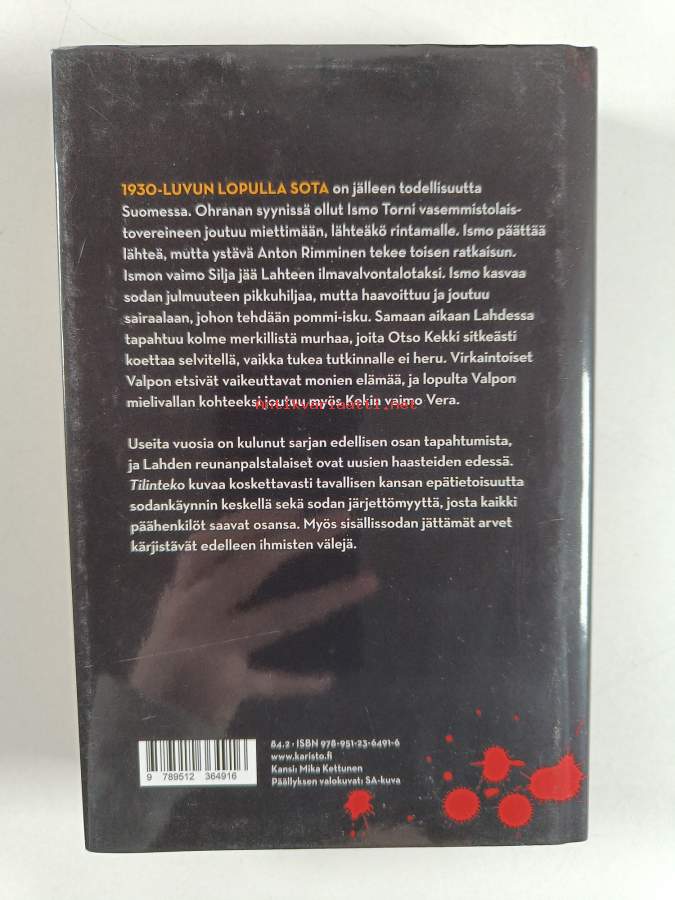 1930-LUVUN LOPULLA SOTA on jälleen todellisuutta
Suomessa. Ohranan syynissä ollut Ismo Torni vasemmistolais-
tovereineen joutuu miettimään, lähteäkö rintamalle. Ismo päättää
lähteä, mutta ystävä Anton Rimminen tekee toisen ratkaisun.
Ismon vaimo Silja jää Lahteen ilmavalvontalotaksi. Ismo kasvaa
sodan julmuuteen pikkuhiljaa, mutta haavoittuu ja joutuu
sairaalaan, johon tehdään pommi-isku. Samaan aikaan Lahdessa
tapahtuu kolme merkillistä murhaa, joita Otso Kekki sitkeästi
koettaa selvitellä, vaikka tukea tutkinnalle ei heru. Virkaintoiset
Valpon etsivät vaikeuttavat monien elämää, ja lopulta Valpon
mielivallan kohteeksi joutuu myös Kekin vaimo Vera.
Antikvariaatti.net
Useita vuosia on kulunut sarjan edellisen osan tapahtumista,
ja Lahden reunanpalstalaiset ovat uusien haasteiden edessä.
Tilinteko kuvaa koskettavasti tavallisen kansan epätietoisuutta
sodankäynnin keskellä sekä sodan järjettömyyttä, josta kaikki
päähenkilöt saavat osansa. Myös sisällissodan jättämät arvet
kärjistävät edelleen ihmisten välejä.
84.2 • ISBN 978-951-23-6491-6
www.karisto.fi
Kansi: Mika Kettunen
Päällyksen valokuvat: SA-kuva
9 789512 364916